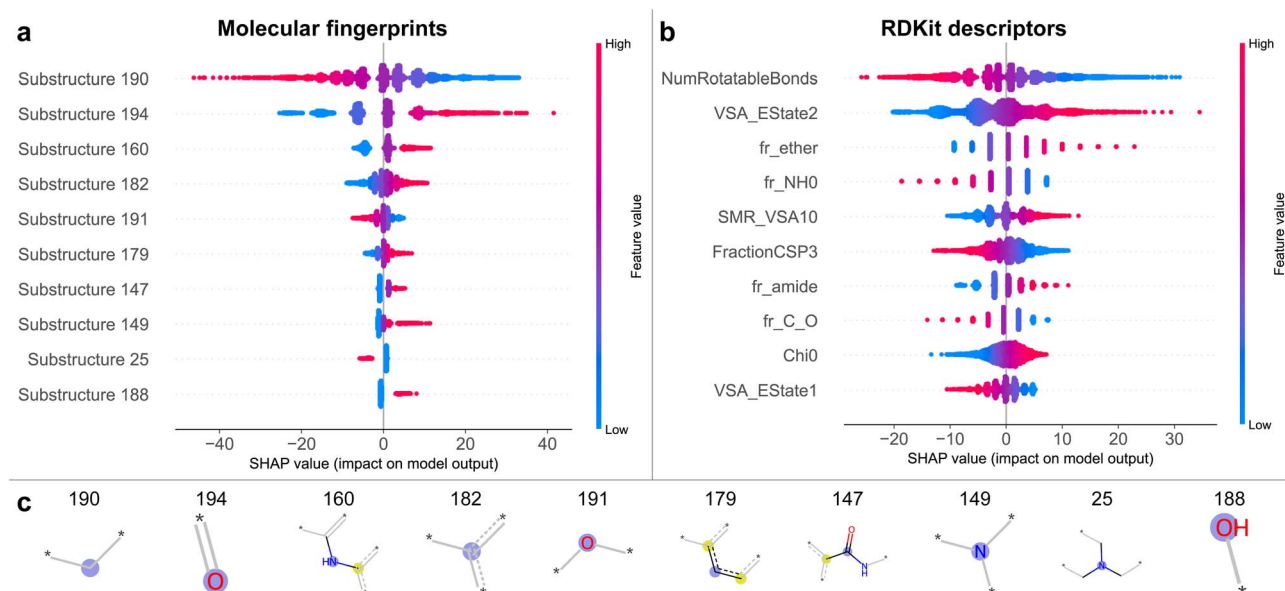 a
Molecular fingerprints
Substructure 190
Substructure 194
Substructure 160
Substructure 182
Substructure 191
Substructure 179
Substructure 147
Substructure 149
Substructure 25
Substructure 188
−40 −20 0 20 40
SHAP value (impact on model output)
High
Feature value
Low
b
RDKit descriptors
NumRotatableBonds
VSA_EState2
fr_ether
fr_NH0
SMR_VSA10
FractionCSP3
fr_amide
fr_C_O
Chi0
VSA_EState1
−20 −10 0 10 20 30
SHAP value (impact on model output)
High
Feature value
Low
c
190 194 160 182 191 179 147 149 25 188
* *
* O
* * HN * *
* * * *
* O *
* * * *
* * O N H *
* N * *
* * N *
OH *